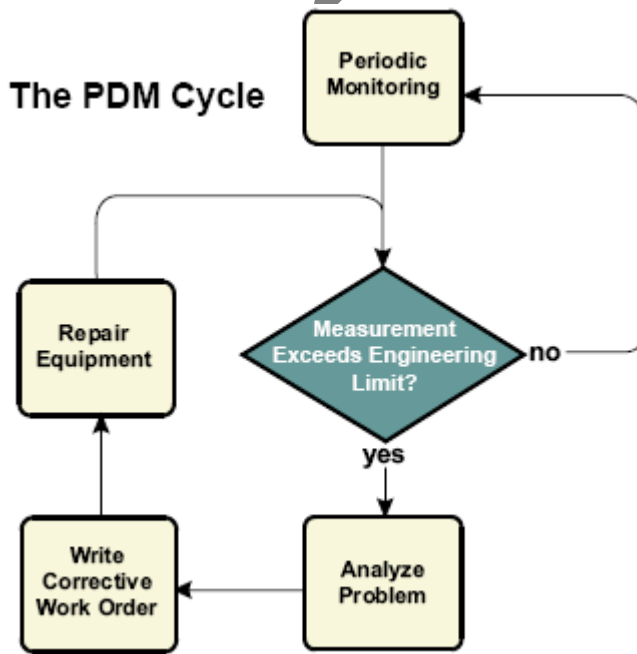 The PDM Cycle
Periodic
Monitoring
Measurement
Exceeds Engineering
Limit?
no
yes
Analyze
Problem
Write
Corrective
Work Order
Repair
Equipment